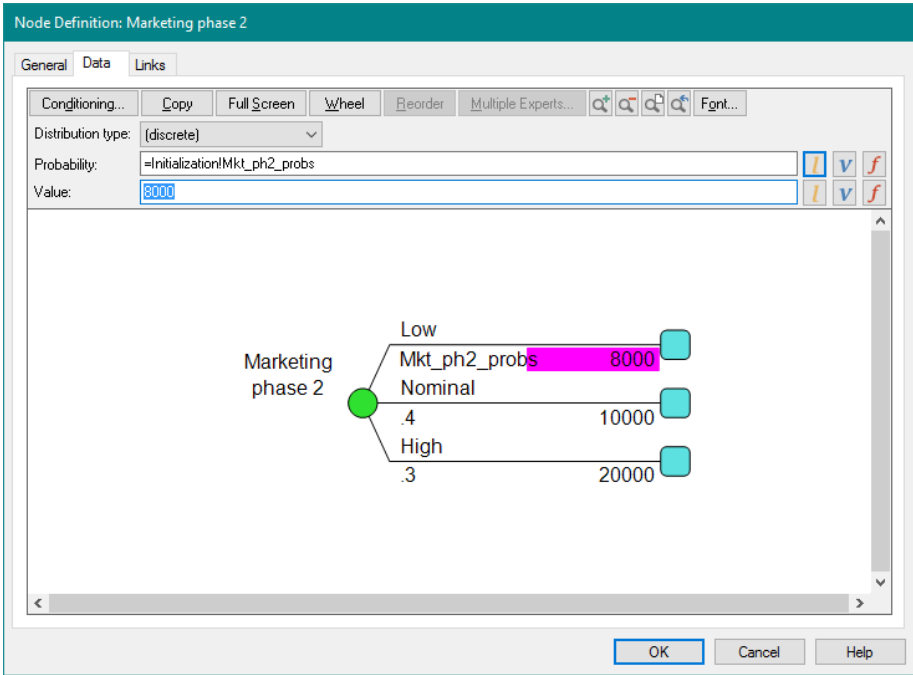 Node Definition: Marketing phase 2
General Data Links
Conditioning... Copy Full Screen Wheel Reorder Multiple Experts... Font...
Distribution type: (discrete)
Probability: =Initialization!Mkt_ph2_probs l v f
Value: 8000 l v f
Low
Mkt_ph2_probs 8000
Marketing
phase 2
Nominal
.4 10000
High
.3 20000
OK Cancel Help